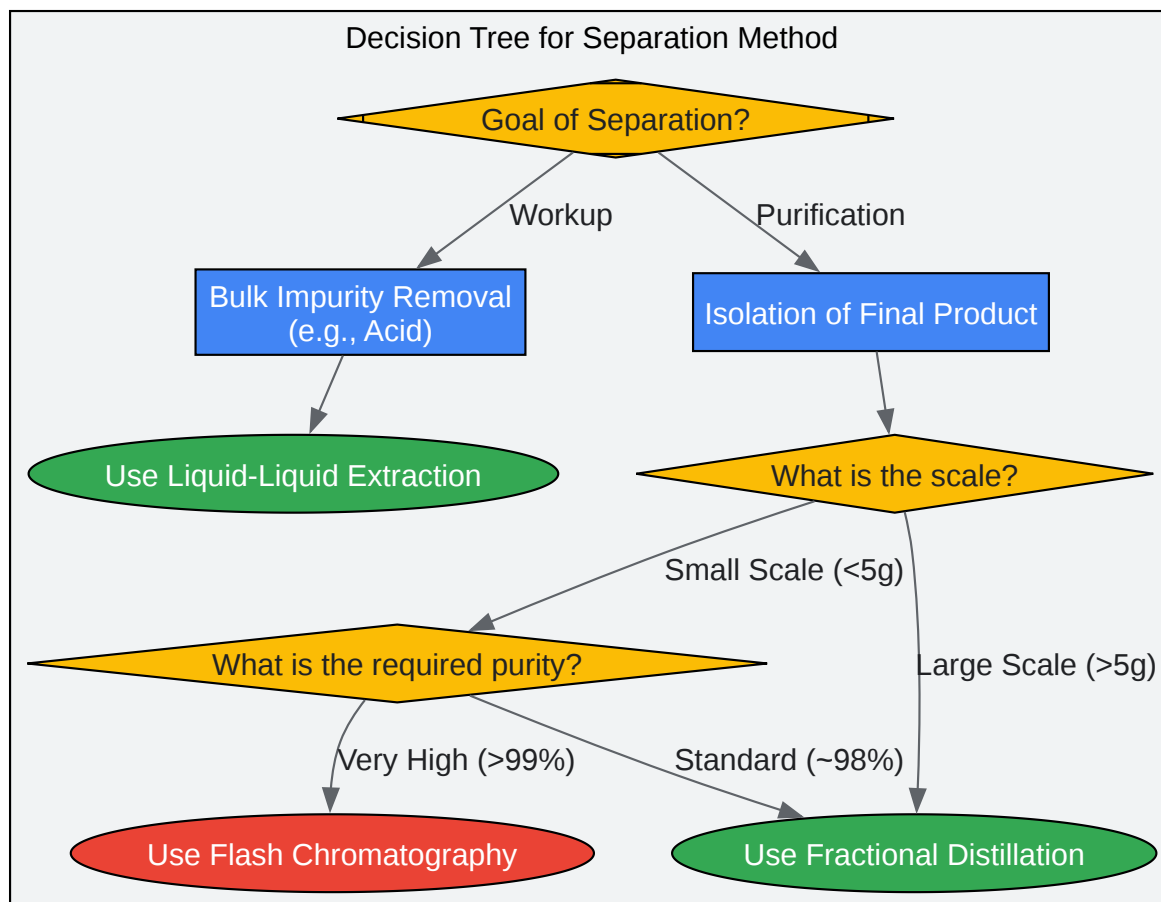 Decision Tree for Separation Method
Goal of Separation?
Workup
Purification
Bulk Impurity Removal
(e.g., Acid)
Isolation of Final Product
Use Liquid-Liquid Extraction
What is the scale?
Small Scale (<5g)
What is the required purity?
Large Scale (>5g)
Very High (>99%)
Standard (~98%)
Use Flash Chromatography
Use Fractional Distillation